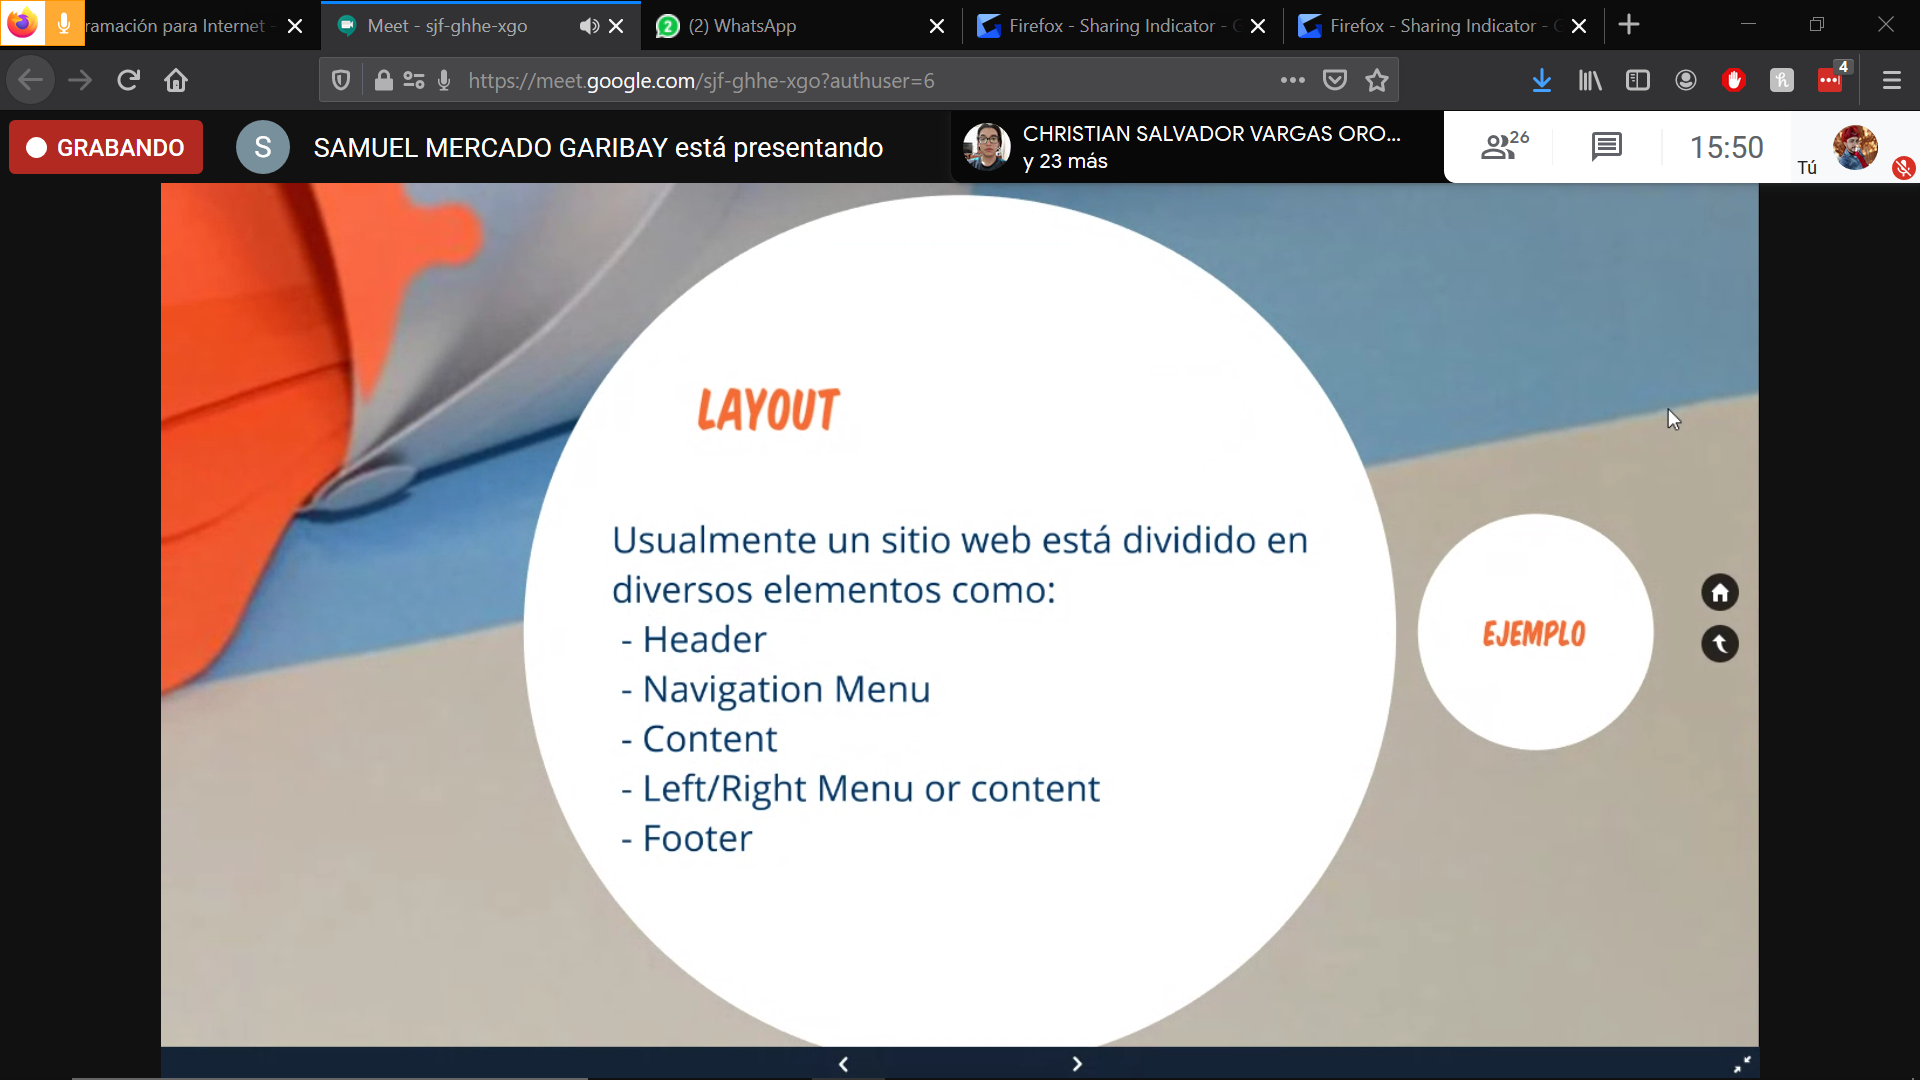 ramación para Internet -
Meet - sjf-ghhe-xgo
(2) WhatsApp
Firefox - Sharing Indicator -
Firefox - Sharing Indicator -
https://meet.google.com/sjf-ghhe-xgo?authuser=6
4
GRABANDO
S
SAMUEL MERCADO GARIBAY está presentando
CHRISTIAN SALVADOR VARGAS ORO...
y 23 más
26
15:50
Tú
LAYOUT
Usualmente un sitio web está dividido en
diversos elementos como:
- Header
- Navigation Menu
- Content
- Left/Right Menu or content
- Footer
EJEMPLO